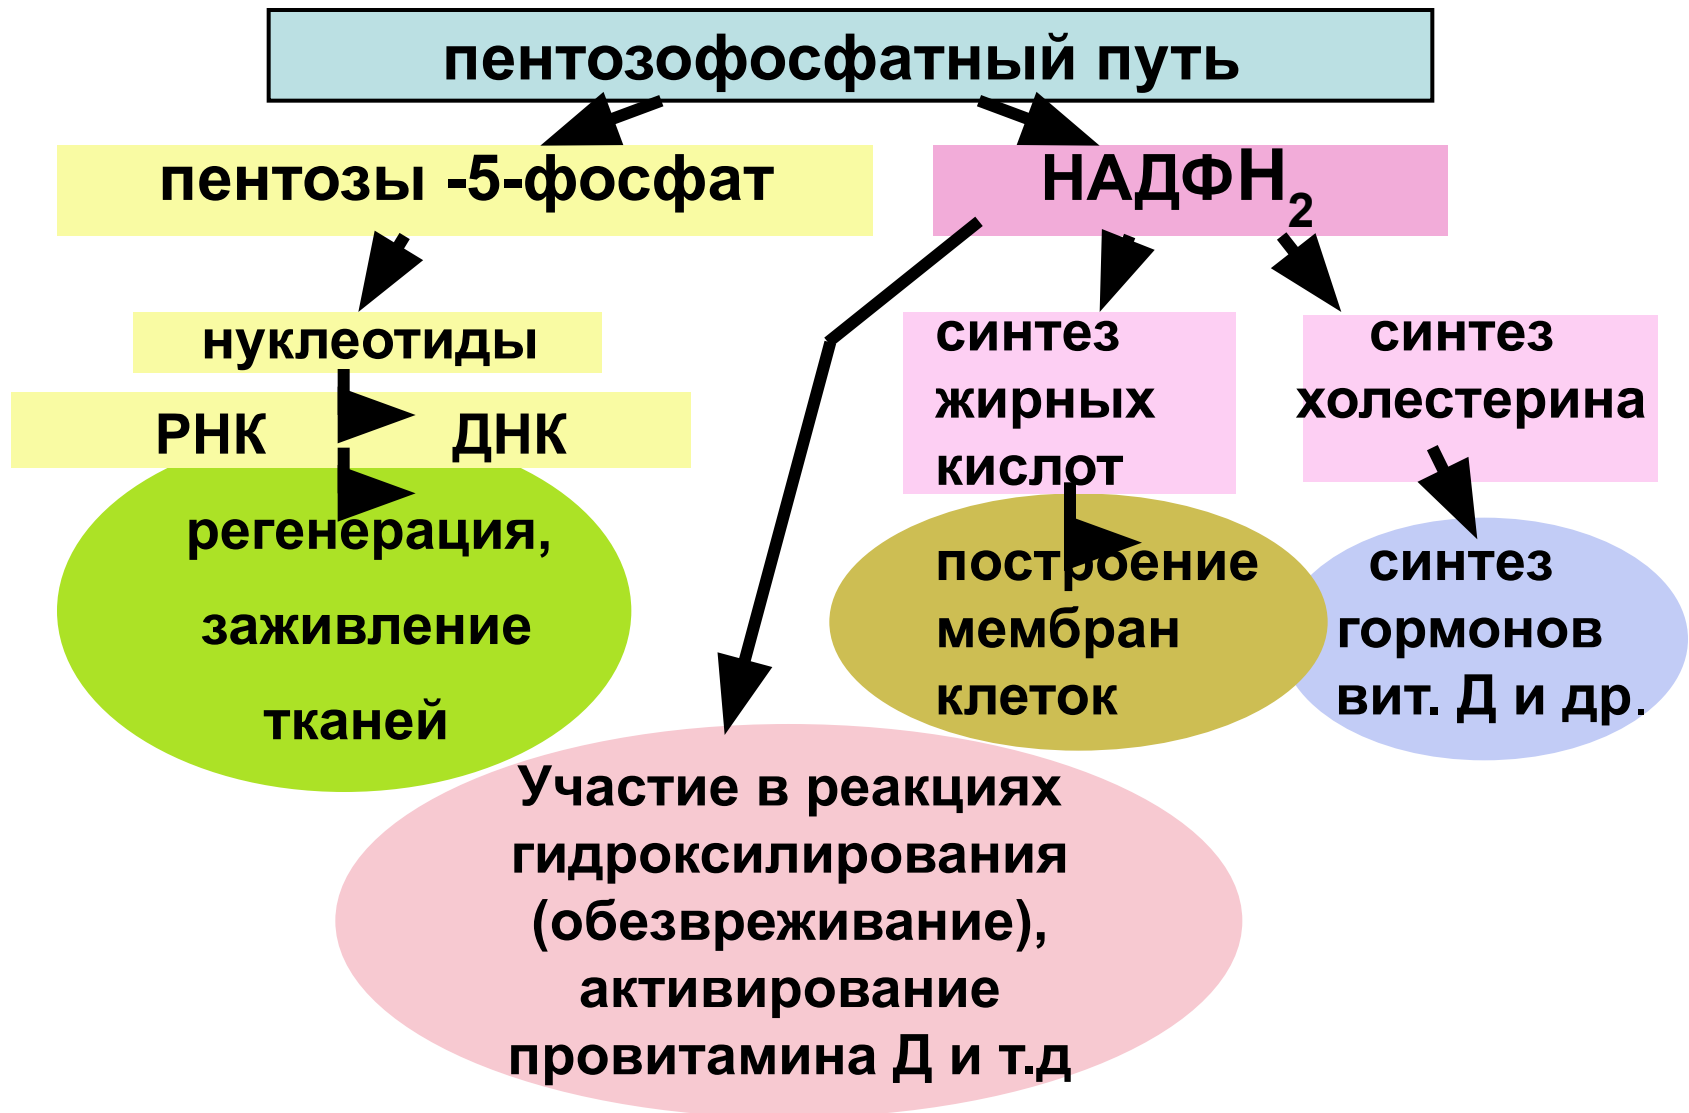 пентозофосфатный путь
пентозы -5-фосфат
НАДФН₂
нуклеотиды
РНК ДНК
регенерация,
заживление
тканей
синтез
жирных
кислот
построение
мембран
клеток
синтез
холестерина
синтез
гормонов
вит. Д и др.
Участие в реакциях
гидроксилирования
(обезвреживание),
активирование
провитамина Д и т.д